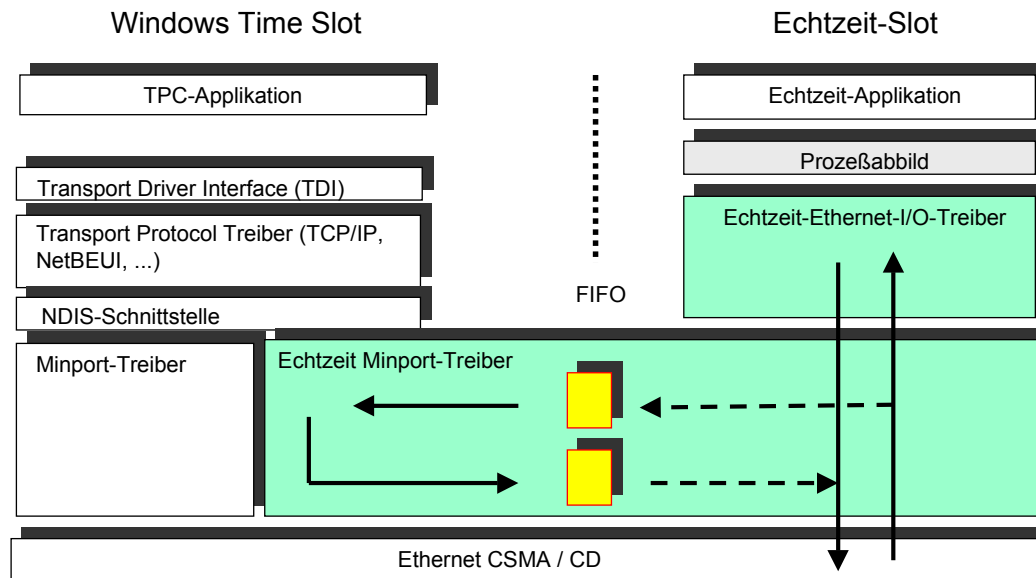 Windows Time Slot
Echtzeit-Slot
TPC-Applikation
Echtzeit-Applikation
Prozeßabbild
Transport Driver Interface (TDI)
Echtzeit-Ethernet-I/O-Treiber
Transport Protocol Treiber (TCP/IP,
NetBEUI, ...)
FIFO
NDIS-Schnittstelle
Minport-Treiber
Echtzeit Minport-Treiber
Ethernet CSMA / CD